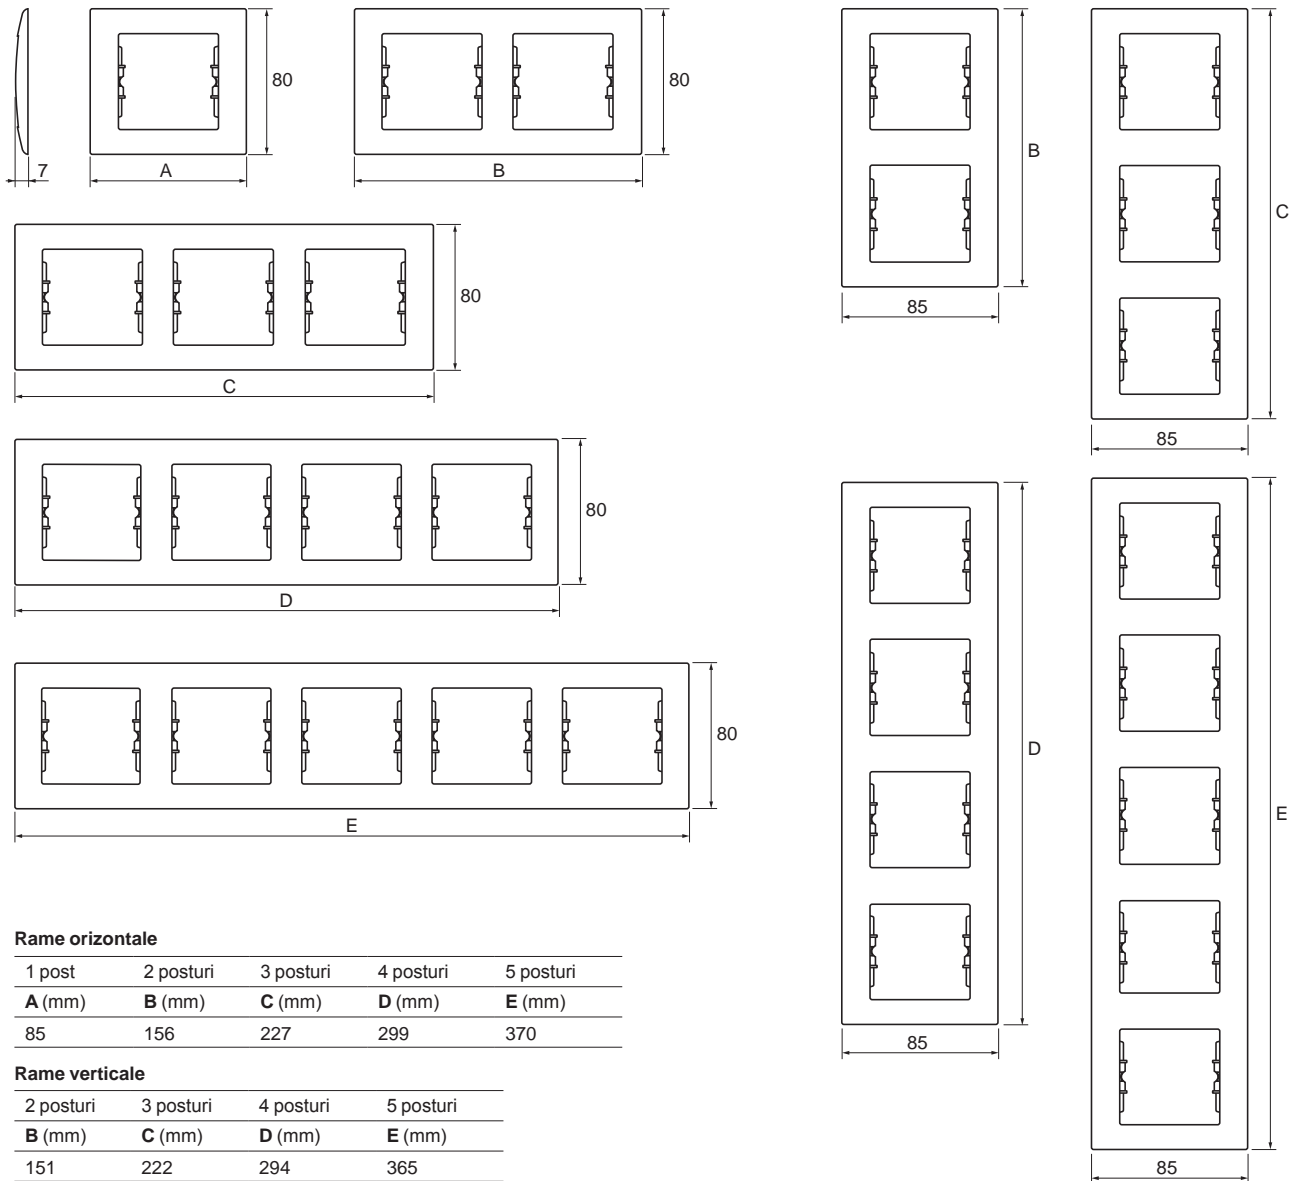 80
7
A
80
B
80
C
80
D
80
E
B
85
C
85
D
85
E
85
Rame orizontale
1 post 2 posturi 3 posturi 4 posturi 5 posturi
A (mm) B (mm) C (mm) D (mm) E (mm)
85 156 227 299 370
Rame verticale
2 posturi 3 posturi 4 posturi 5 posturi
B (mm) C (mm) D (mm) E (mm)
151 222 294 365